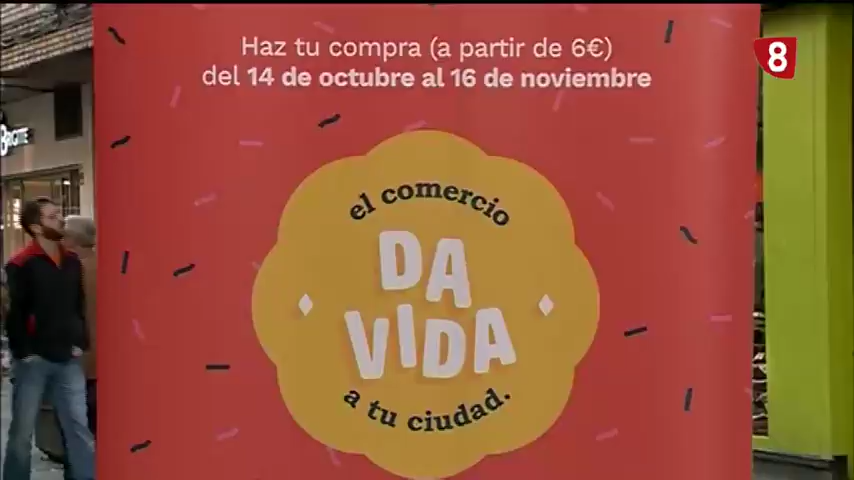 Haz tu compra (a partir de 6€)
del 14 de octubre al 16 de noviembre
8
el comercio
DA
VIDA
a tu ciudad.